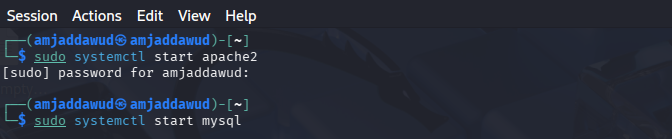 Session Actions Edit View Help
┌──(amjaddawud㉿amjaddawud)-[~]
└─$ sudo systemctl start apache2
[sudo] password for amjaddawud:
┌──(amjaddawud㉿amjaddawud)-[~]
└─$ sudo systemctl start mysql